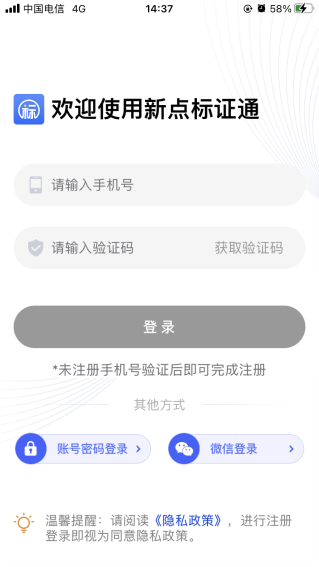 中国电信 4G 14:37 58%
标
欢迎使用新点标证通
请输入手机号
请输入验证码 获取验证码
登录
*未注册手机号验证后即可完成注册
其他方式
账号密码登录 微信登录
温馨提醒：请阅读《隐私政策》，进行注册
登录即视为同意隐私政策。